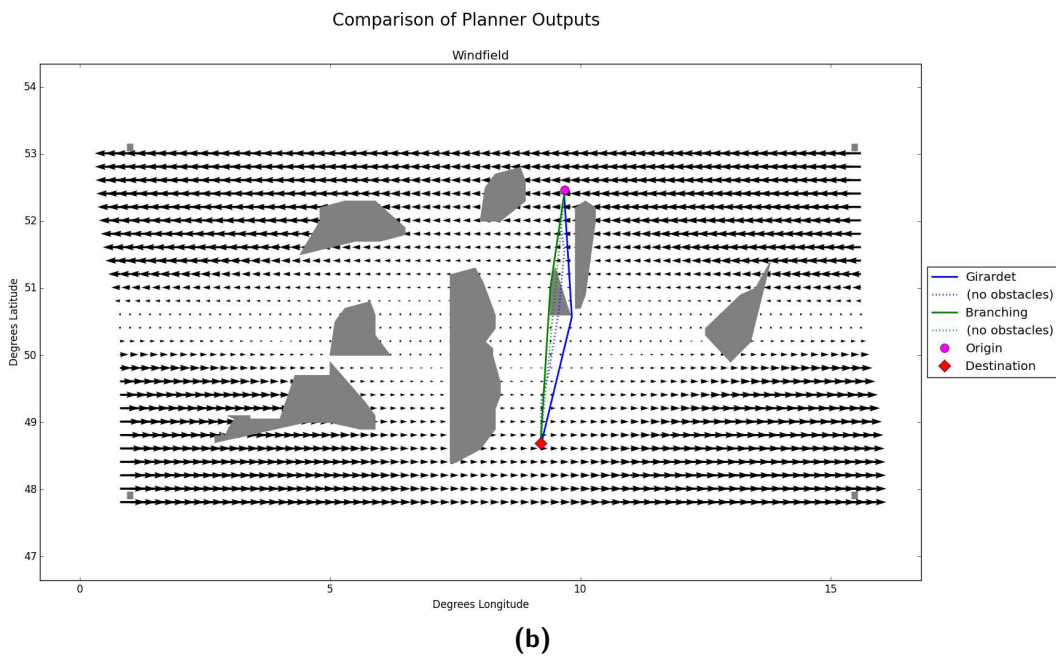 Comparison of Planner Outputs
Windfield
54
53
52
51
50
49
48
47
Degrees Latitude
0 5 10 15
Degrees Longitude
Girardet
(no obstacles)
Branching
(no obstacles)
Origin
Destination
(b)